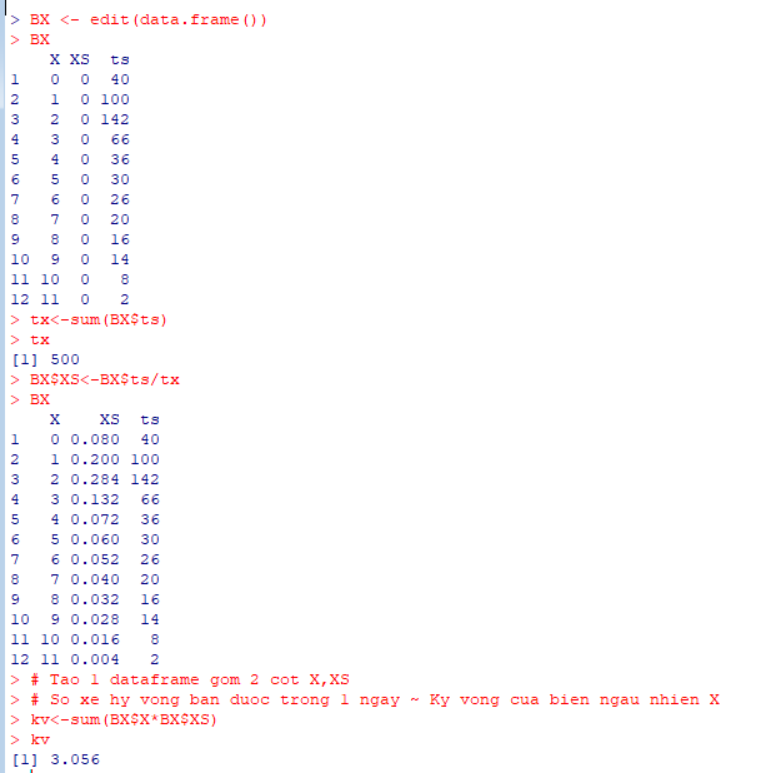 > BX <- edit(data.frame())
> BX
X XS ts
1 0 0 40
2 1 0 100
3 2 0 142
4 3 0 66
5 4 0 36
6 5 0 30
7 6 0 26
8 7 0 20
9 8 0 16
10 9 0 14
11 10 0 8
12 11 0 2
> tx<-sum(BX$ts)
> tx
[1] 500
> BX$XS<-BX$ts/tx
> BX
X XS ts
1 0 0.080 40
2 1 0.200 100
3 2 0.284 142
4 3 0.132 66
5 4 0.072 36
6 5 0.060 30
7 6 0.052 26
8 7 0.040 20
9 8 0.032 16
10 9 0.028 14
11 10 0.016 8
12 11 0.004 2
> # Tao 1 dataframe gom 2 cot X,XS
> # So xe hy vong ban duoc trong 1 ngay ~ Ky vong cua bien ngau nhien X
> kv<-sum(BX$X*BX$XS)
> kv
[1] 3.056